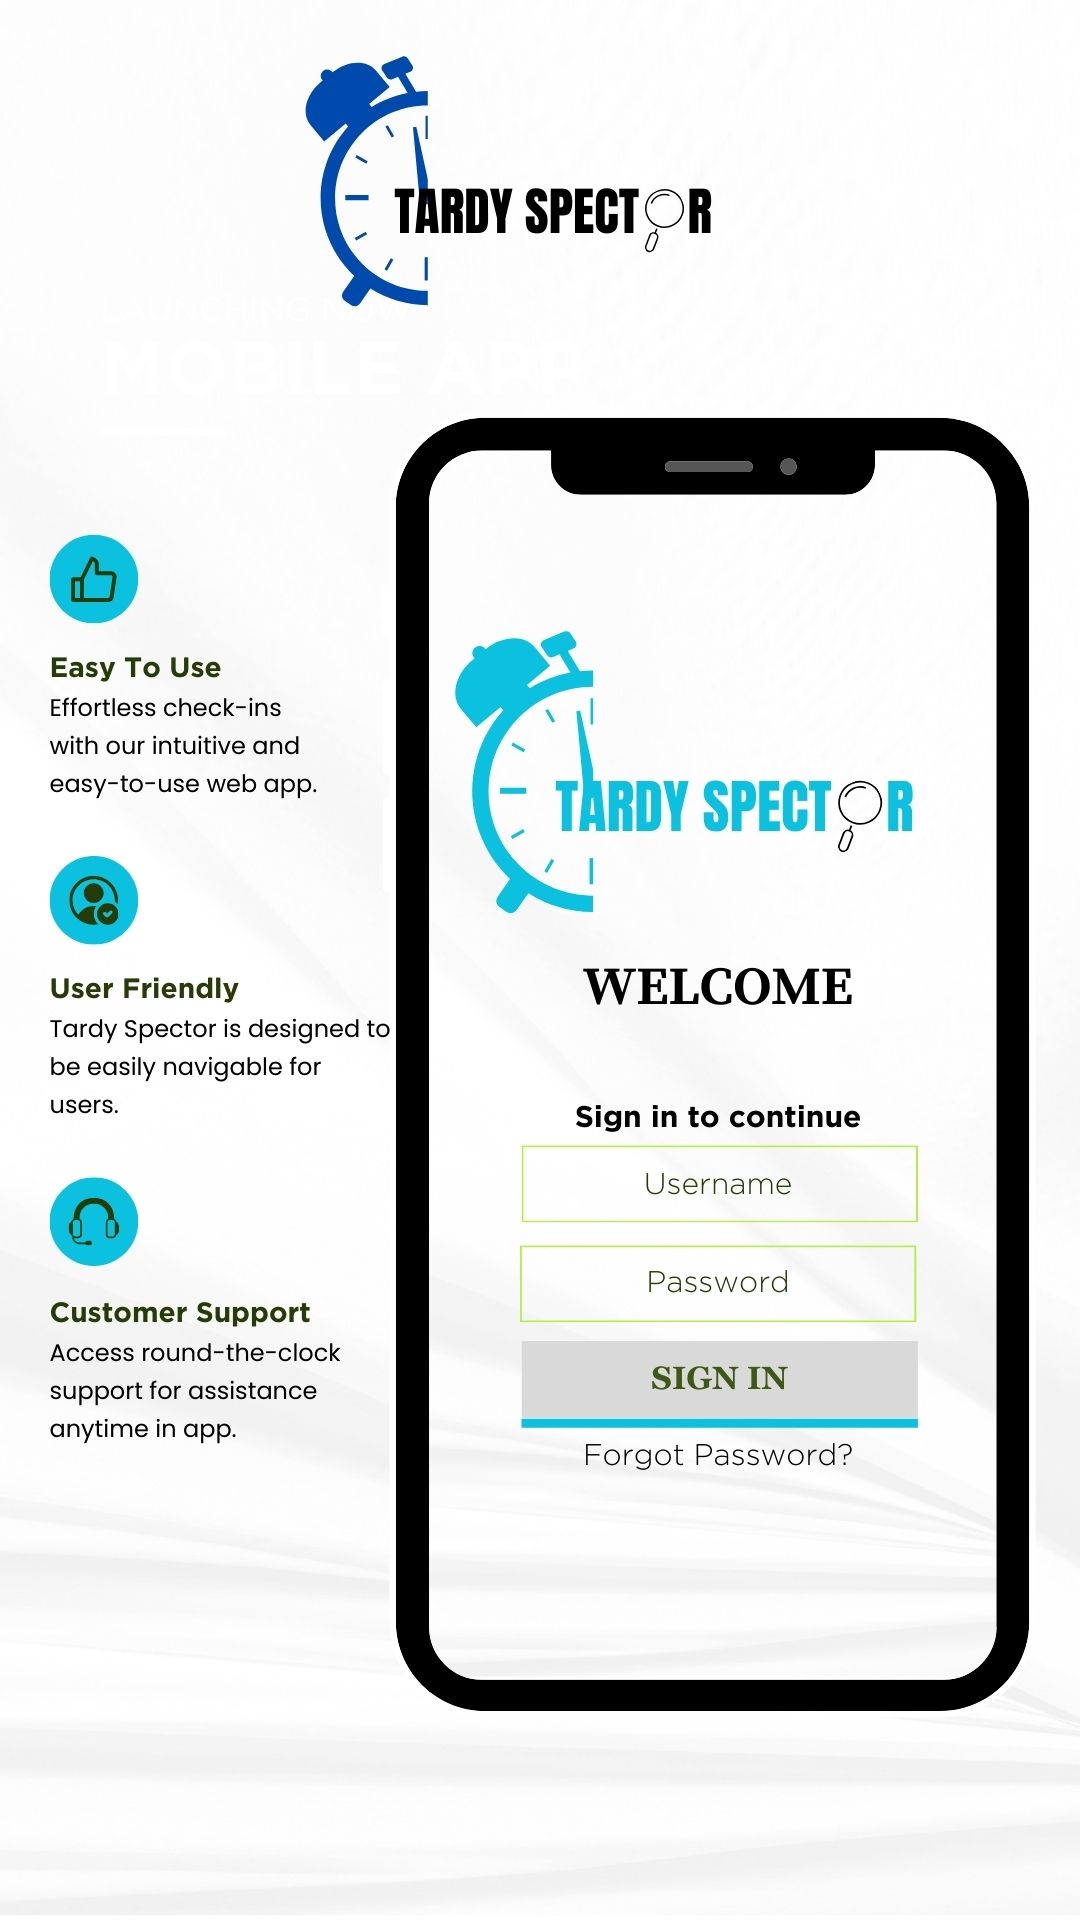 TARDY SPECTOR
LAUNCHING NOW
MOBILE APP
Easy To Use
Effortless check-ins
with our intuitive and
easy-to-use web app.
User Friendly
Tardy Spector is designed to
be easily navigable for
users.
Customer Support
Access round-the-clock
support for assistance
anytime in app.
TARDY SPECTOR
WELCOME
Sign in to continue
Username
Password
SIGN IN
Forgot Password?